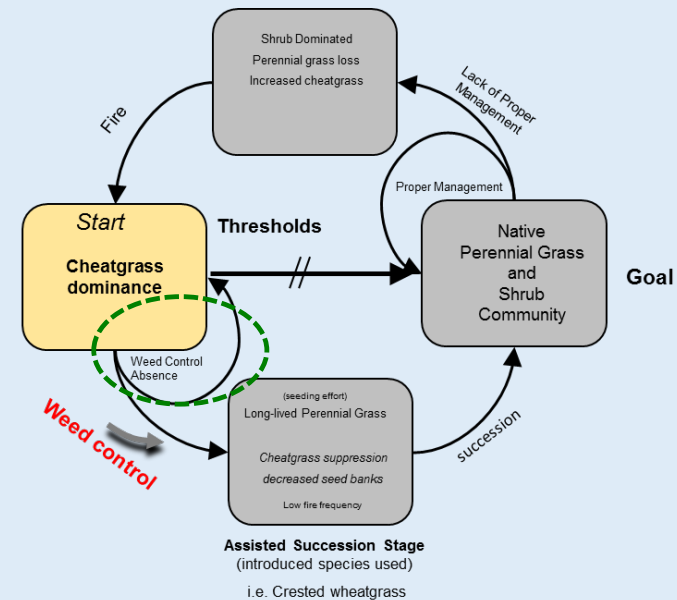 Shrub Dominated
Perennial grass loss
Increased cheatgrass
Fire
Lack of Proper
Management
Proper Management
Start
Cheatgrass
dominance
Thresholds
Native
Perennial Grass
and
Shrub
Community
Goal
Weed Control
Absence
Weed control
(seeding effort)
Long-lived Perennial Grass
Cheatgrass suppression
decreased seed banks
Low fire frequency
succession
Assisted Succession Stage
(introduced species used)
i.e. Crested wheatgrass